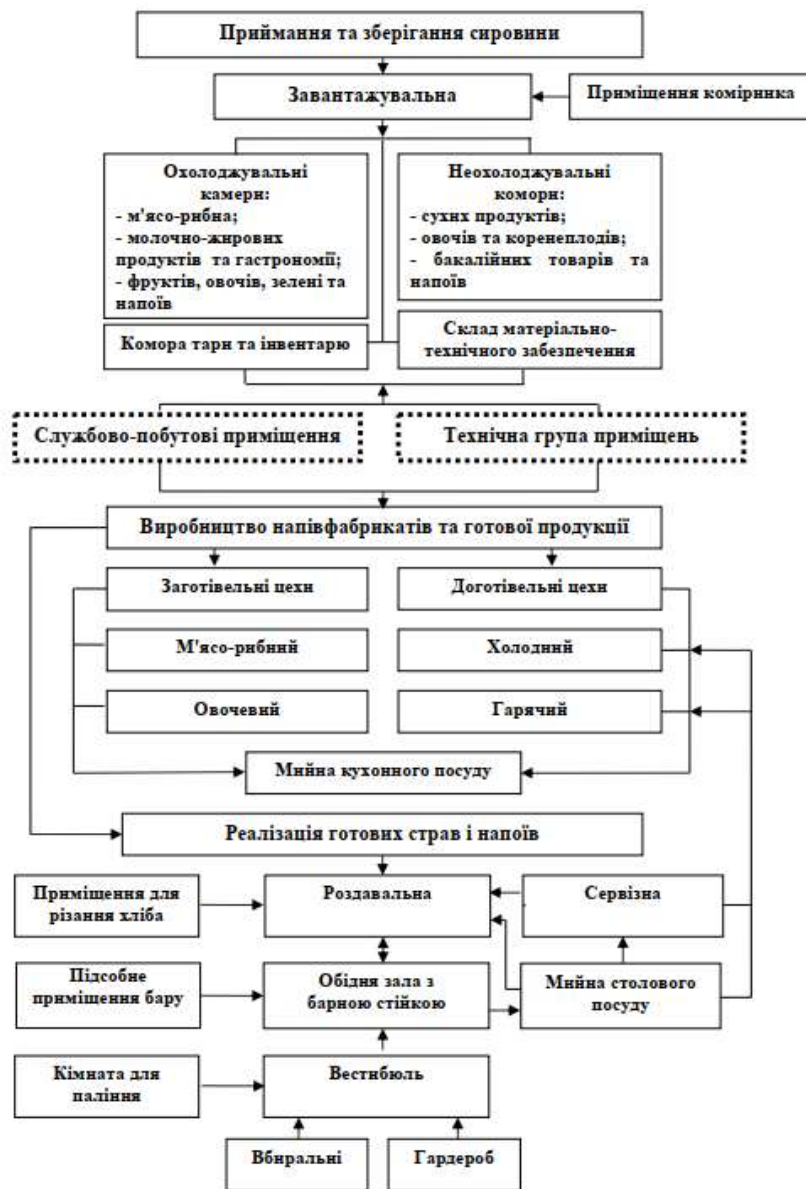 Приймання та зберігання сировини
Завантажувальна
Приміщення комірника
Охолоджувальні
камери:
- м'ясо-рибна;
- молочно-жирових
продуктів та гастрономії;
- фруктів, овочів, зелені та
напоїв
Неохолоджувальні
комори:
- сухих продуктів;
- овочів та коренеплодів;
- бакалійних товарів та
напоїв
Комора тари та інвентарю
Склад матеріально-
технічного забезпечення
Службово-побутові приміщення
Технічна група приміщень
Виробництво напівфабрикатів та готової продукції
Заготівельні цехи
Доготівельні цехи
М'ясо-рибний
Холодний
Овочевий
Гарячий
Мийна кухонного посуду
Реалізація готових страв і напоїв
Приміщення для
різання хліба
Роздавальна
Сервізна
Підсобне
приміщення бару
Обідня зала з
барною стійкою
Мийна столового
посуду
Кімната для
паління
Вестибюль
Вбиральні
Гардероб